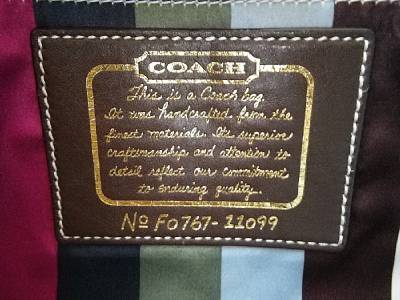 COACH
This is a Coach bag.
It was handcrafted from the
finest materials. Its superior
craftsmanship and attention to
detail reflect our commitment
to enduring quality.
No F0767-11099